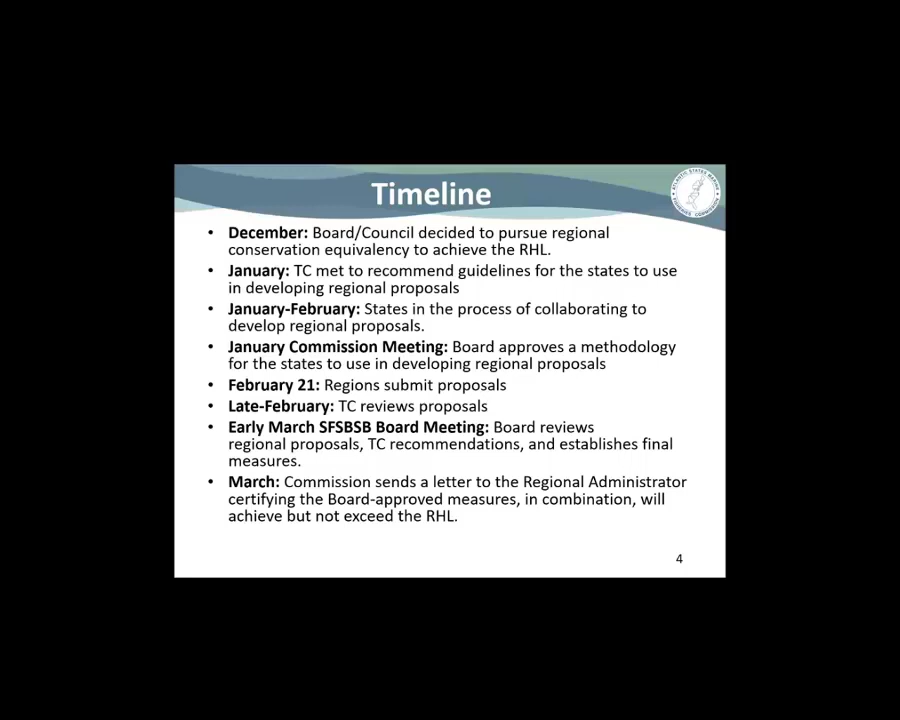 Timeline
ATLANTIC STATES MARINE
FISHERIES COMMISSION
• December: Board/Council decided to pursue regional
conservation equivalency to achieve the RHL.
• January: TC met to recommend guidelines for the states to use
in developing regional proposals
• January-February: States in the process of collaborating to
develop regional proposals.
• January Commission Meeting: Board approves a methodology
for the states to use in developing regional proposals
• February 21: Regions submit proposals
• Late-February: TC reviews proposals
• Early March SFSBSB Board Meeting: Board reviews
regional proposals, TC recommendations, and establishes final
measures.
• March: Commission sends a letter to the Regional Administrator
certifying the Board-approved measures, in combination, will
achieve but not exceed the RHL.
4